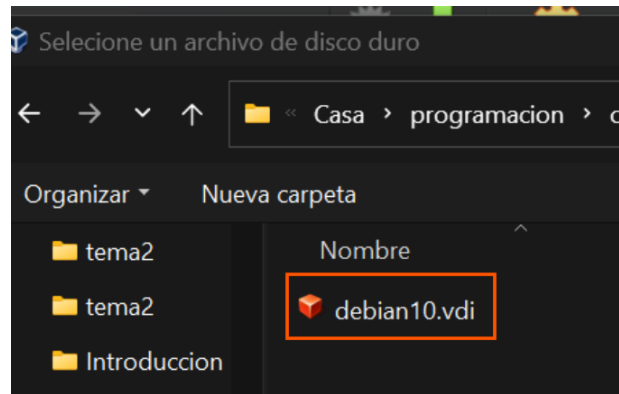 Selecione un archivo de disco duro
« Casa › programacion ›
Organizar Nueva carpeta
tema2
tema2
Introduccion
Nombre
debian10.vdi